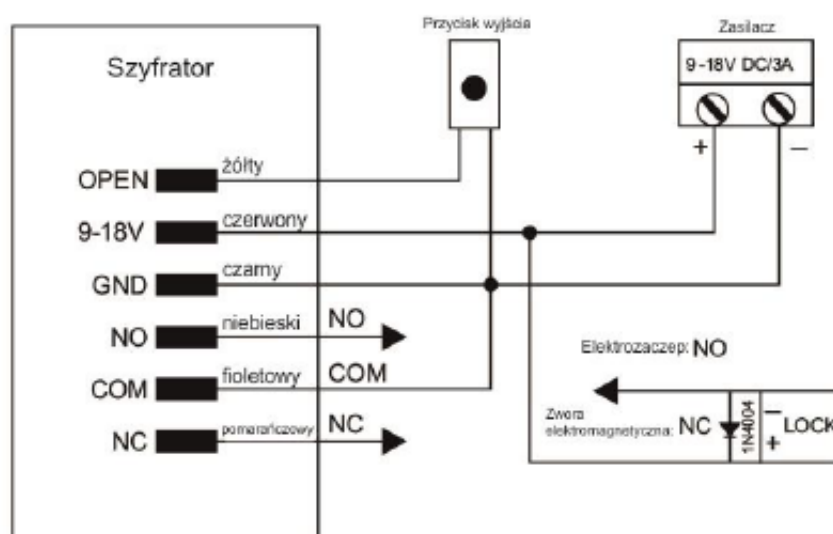 Przycisk wyjścia
Zasilacz
Szyfrator
9-18V DC/3A
+
−
OPEN
żółty
9-18V
czerwony
GND
czarny
NO
niebieski
NO
COM
fioletowy
COM
NC
pomarańczowy
NC
Elektrozaczep: NO
Zwora
elektromagnetyczna: NC
1N4004
−
+
LOCK